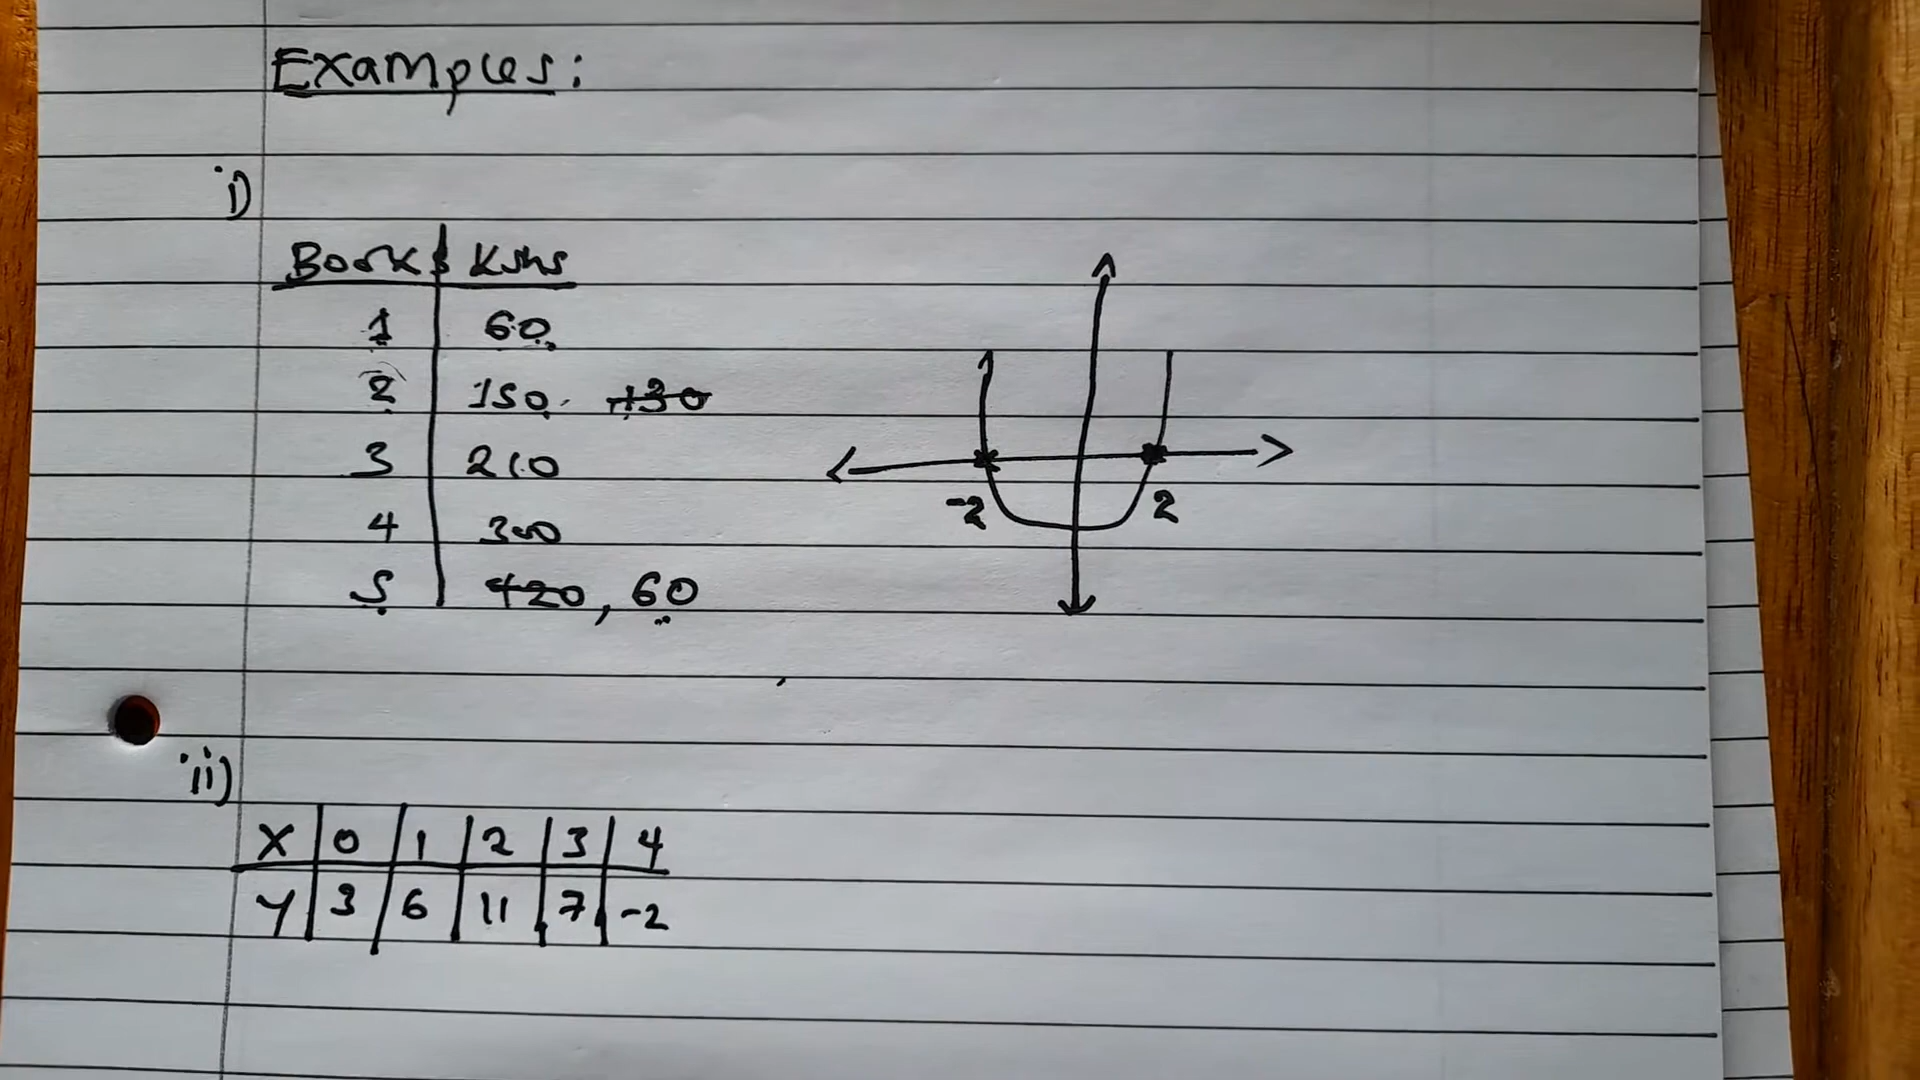 Examples:
i)
Books Kshs
1 60
2 150 +30
3 210
4 300
5 420, 60
-2 2
ii)
X 0 1 2 3 4
Y 3 6 11 7 -2